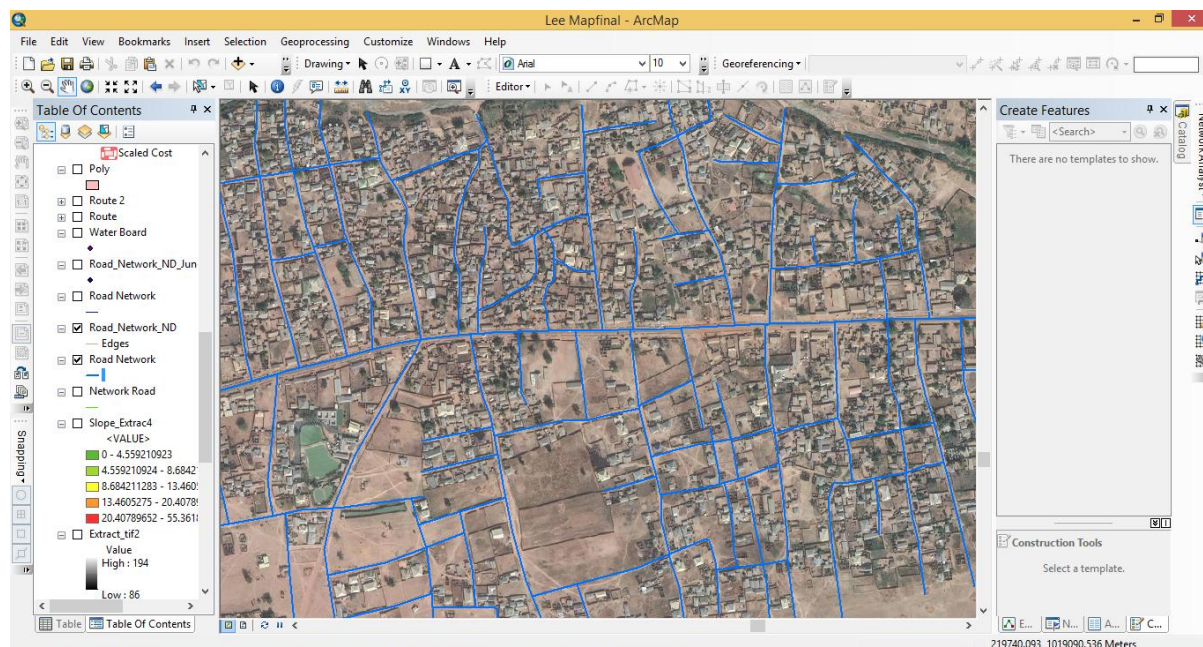 Lee Mapfinal - ArcMap
File Edit View Bookmarks Insert Selection Geoprocessing Customize Windows Help
Drawing Arial 10 Georeferencing
Editor
Table Of Contents
Scaled Cost
Poly
Route 2
Route
Water Board
Road_Network_ND_Jun
Road Network
Road_Network_ND
Edges
Road Network
Network Road
Slope_Extrac4
<VALUE>
0 - 4.559210923
4.559210924 - 8.6842
8.684211283 - 13.460
13.4605275 - 20.4078
20.40789652 - 55.361
Extract_tif2
Value
High : 194
Low : 86
Table Table Of Contents
Snapping
Create Features
<Search>
There are no templates to show.
Construction Tools
Select a template.
E... N... A... C...
Catalog
219740.093 1019090.536 Meters